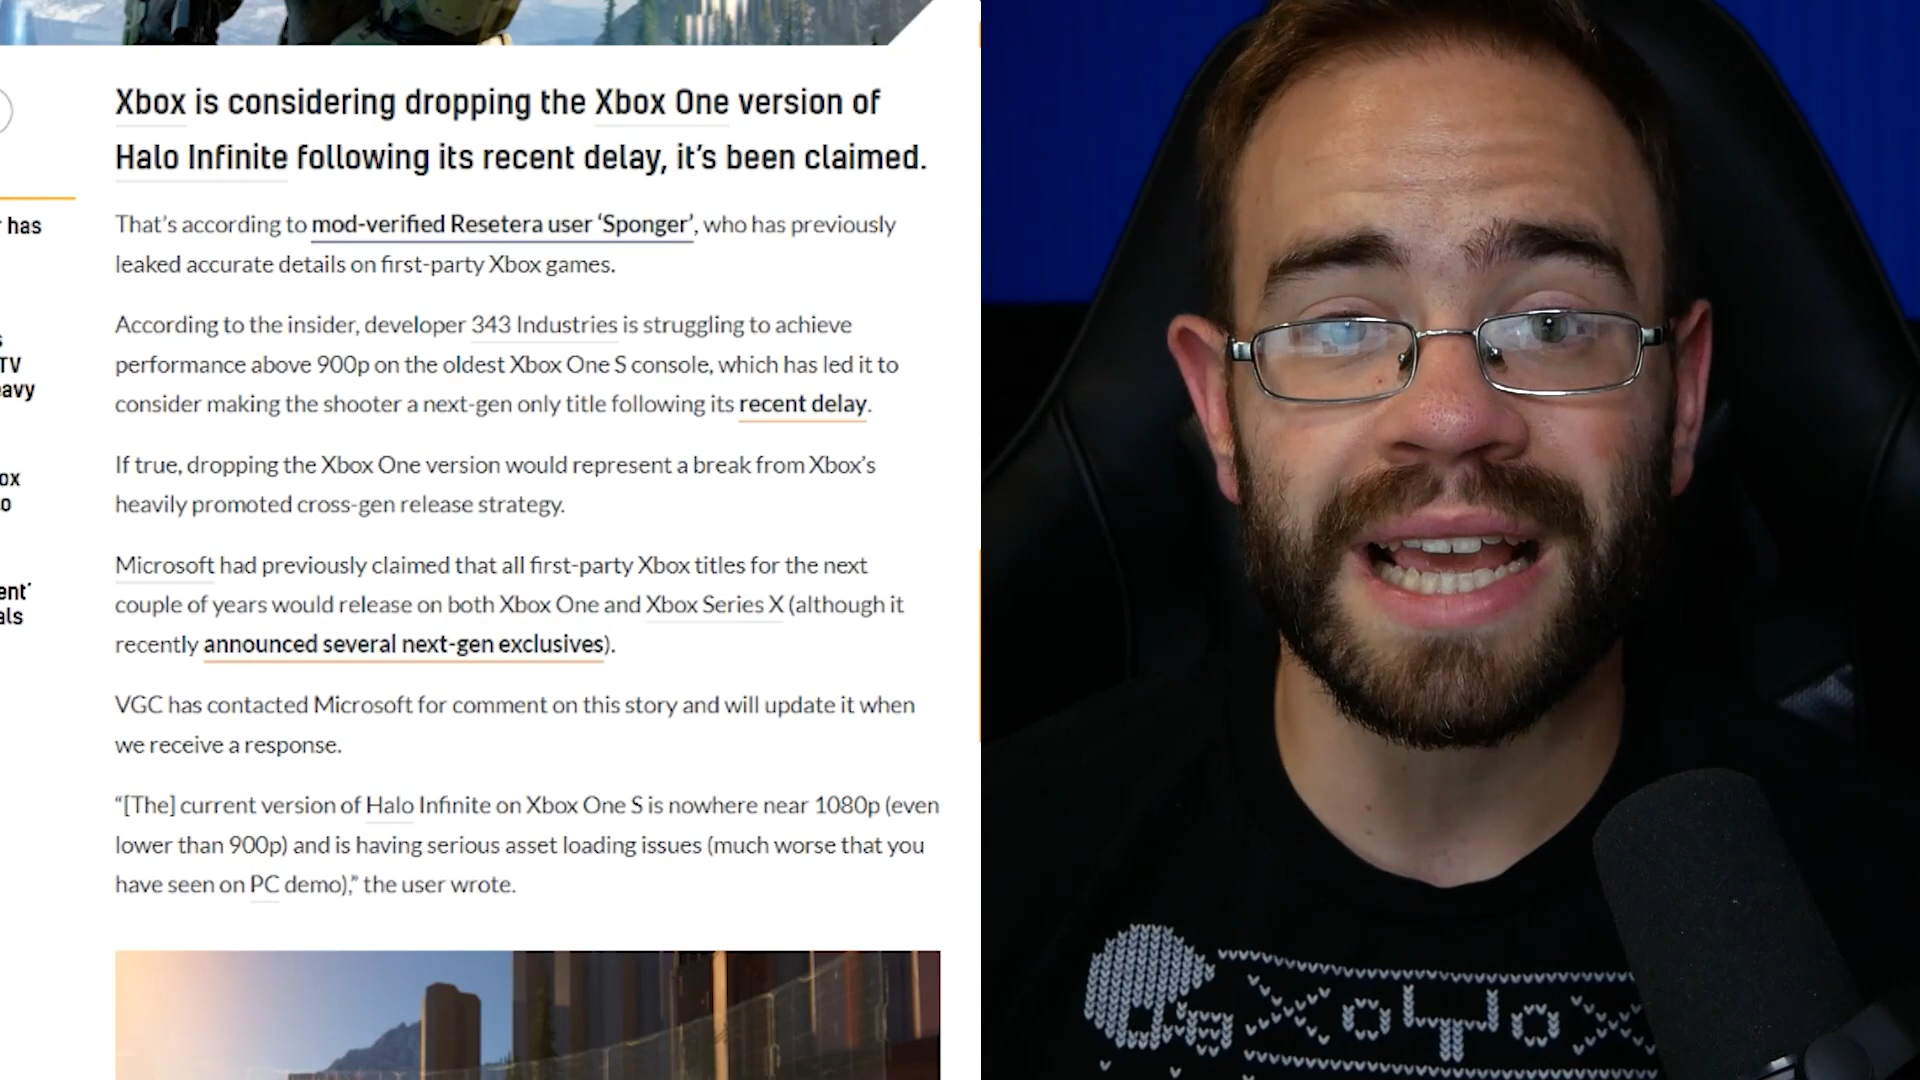 Xbox is considering dropping the Xbox One version of
Halo Infinite following its recent delay, it's been claimed.
has
That's according to mod-verified Resetera user 'Sponger', who has previously
leaked accurate details on first-party Xbox games.
According to the insider, developer 343 Industries is struggling to achieve
TV
performance above 900p on the oldest Xbox One S console, which has led it to
consider making the shooter a next-gen only title following its recent delay.
If true, dropping the Xbox One version would represent a break from Xbox's
heavily promoted cross-gen release strategy.
Microsoft had previously claimed that all first-party Xbox titles for the next
couple of years would release on both Xbox One and Xbox Series X (although it
recently announced several next-gen exclusives).
VGC has contacted Microsoft for comment on this story and will update it when
we receive a response.
"[The] current version of Halo Infinite on Xbox One S is nowhere near 1080p (even
lower than 900p) and is having serious asset loading issues (much worse that you
have seen on PC demo)," the user wrote.